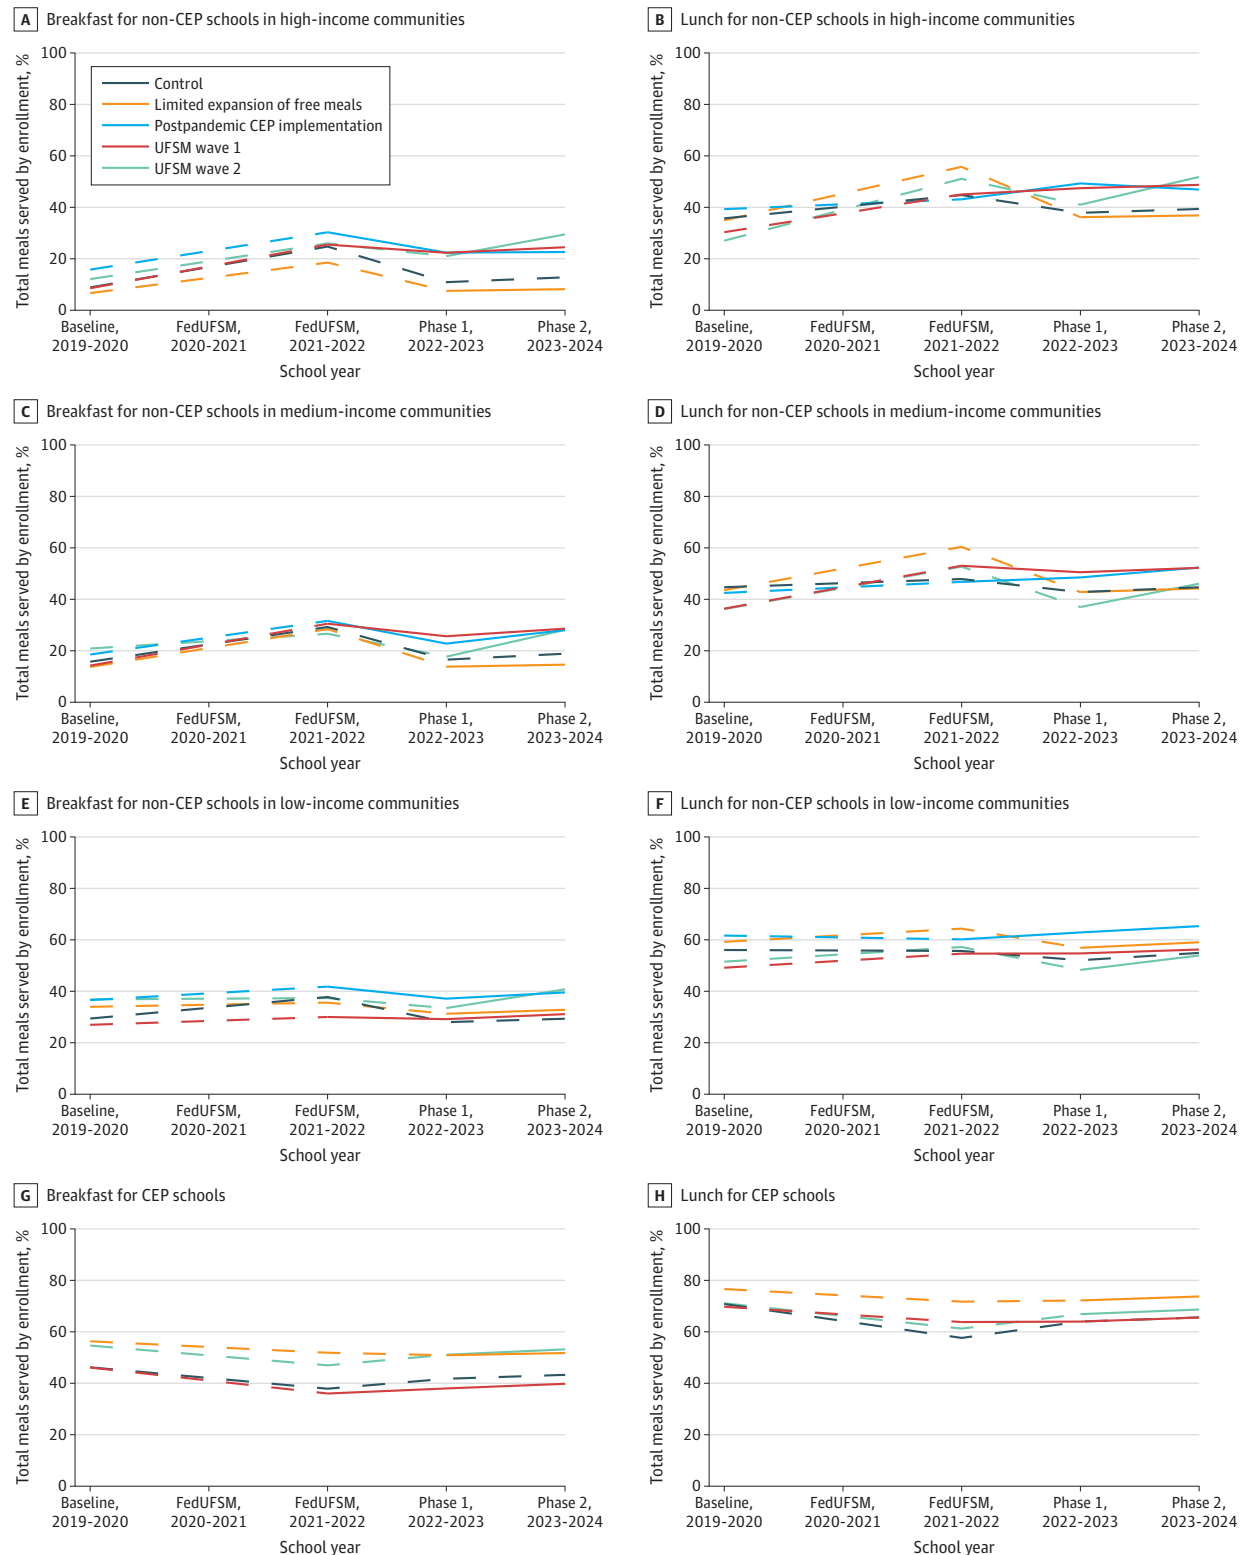 A Breakfast for non-CEP schools in high-income communities
Total meals served by enrollment, %
100
80
60
40
20
0
Control
Limited expansion of free meals
Postpandemic CEP implementation
UFSM wave 1
UFSM wave 2
Baseline, FedUFSM, FedUFSM, Phase 1, Phase 2,
2019-2020 2020-2021 2021-2022 2022-2023 2023-2024
School year
B Lunch for non-CEP schools in high-income communities
Total meals served by enrollment, %
100
80
60
40
20
0
Baseline, FedUFSM, FedUFSM, Phase 1, Phase 2,
2019-2020 2020-2021 2021-2022 2022-2023 2023-2024
School year
C Breakfast for non-CEP schools in medium-income communities
Total meals served by enrollment, %
100
80
60
40
20
0
Baseline, FedUFSM, FedUFSM, Phase 1, Phase 2,
2019-2020 2020-2021 2021-2022 2022-2023 2023-2024
School year
D Lunch for non-CEP schools in medium-income communities
Total meals served by enrollment, %
100
80
60
40
20
0
Baseline, FedUFSM, FedUFSM, Phase 1, Phase 2,
2019-2020 2020-2021 2021-2022 2022-2023 2023-2024
School year
E Breakfast for non-CEP schools in low-income communities
Total meals served by enrollment, %
100
80
60
40
20
0
Baseline, FedUFSM, FedUFSM, Phase 1, Phase 2,
2019-2020 2020-2021 2021-2022 2022-2023 2023-2024
School year
F Lunch for non-CEP schools in low-income communities
Total meals served by enrollment, %
100
80
60
40
20
0
Baseline, FedUFSM, FedUFSM, Phase 1, Phase 2,
2019-2020 2020-2021 2021-2022 2022-2023 2023-2024
School year
G Breakfast for CEP schools
Total meals served by enrollment, %
100
80
60
40
20
0
Baseline, FedUFSM, FedUFSM, Phase 1, Phase 2,
2019-2020 2020-2021 2021-2022 2022-2023 2023-2024
School year
H Lunch for CEP schools
Total meals served by enrollment, %
100
80
60
40
20
0
Baseline, FedUFSM, FedUFSM, Phase 1, Phase 2,
2019-2020 2020-2021 2021-2022 2022-2023 2023-2024
School year